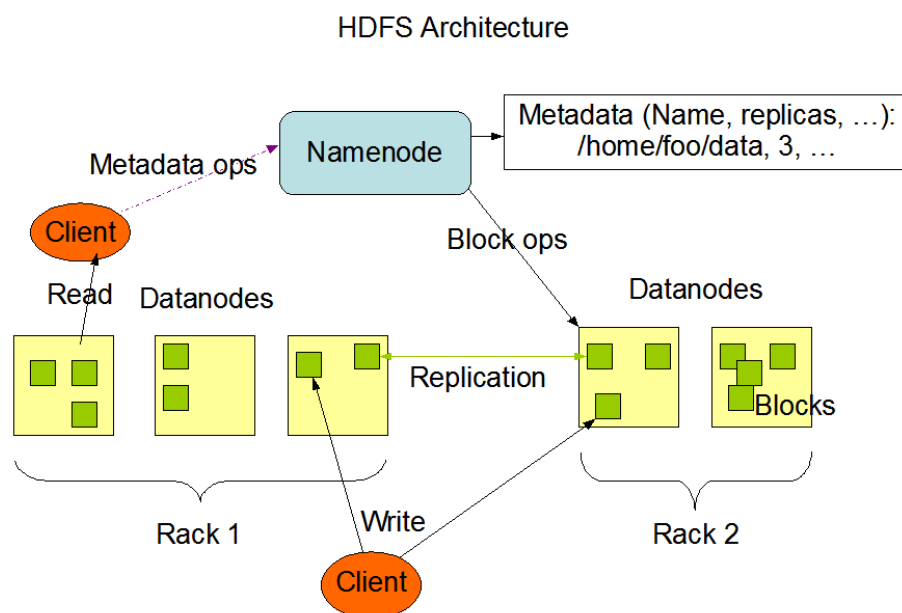 HDFS Architecture
Metadata (Name, replicas, …):
/home/foo/data, 3, …
Namenode
Metadata ops
Client
Block ops
Read
Datanodes
Datanodes
Replication
Blocks
Rack 1
Write
Rack 2
Client